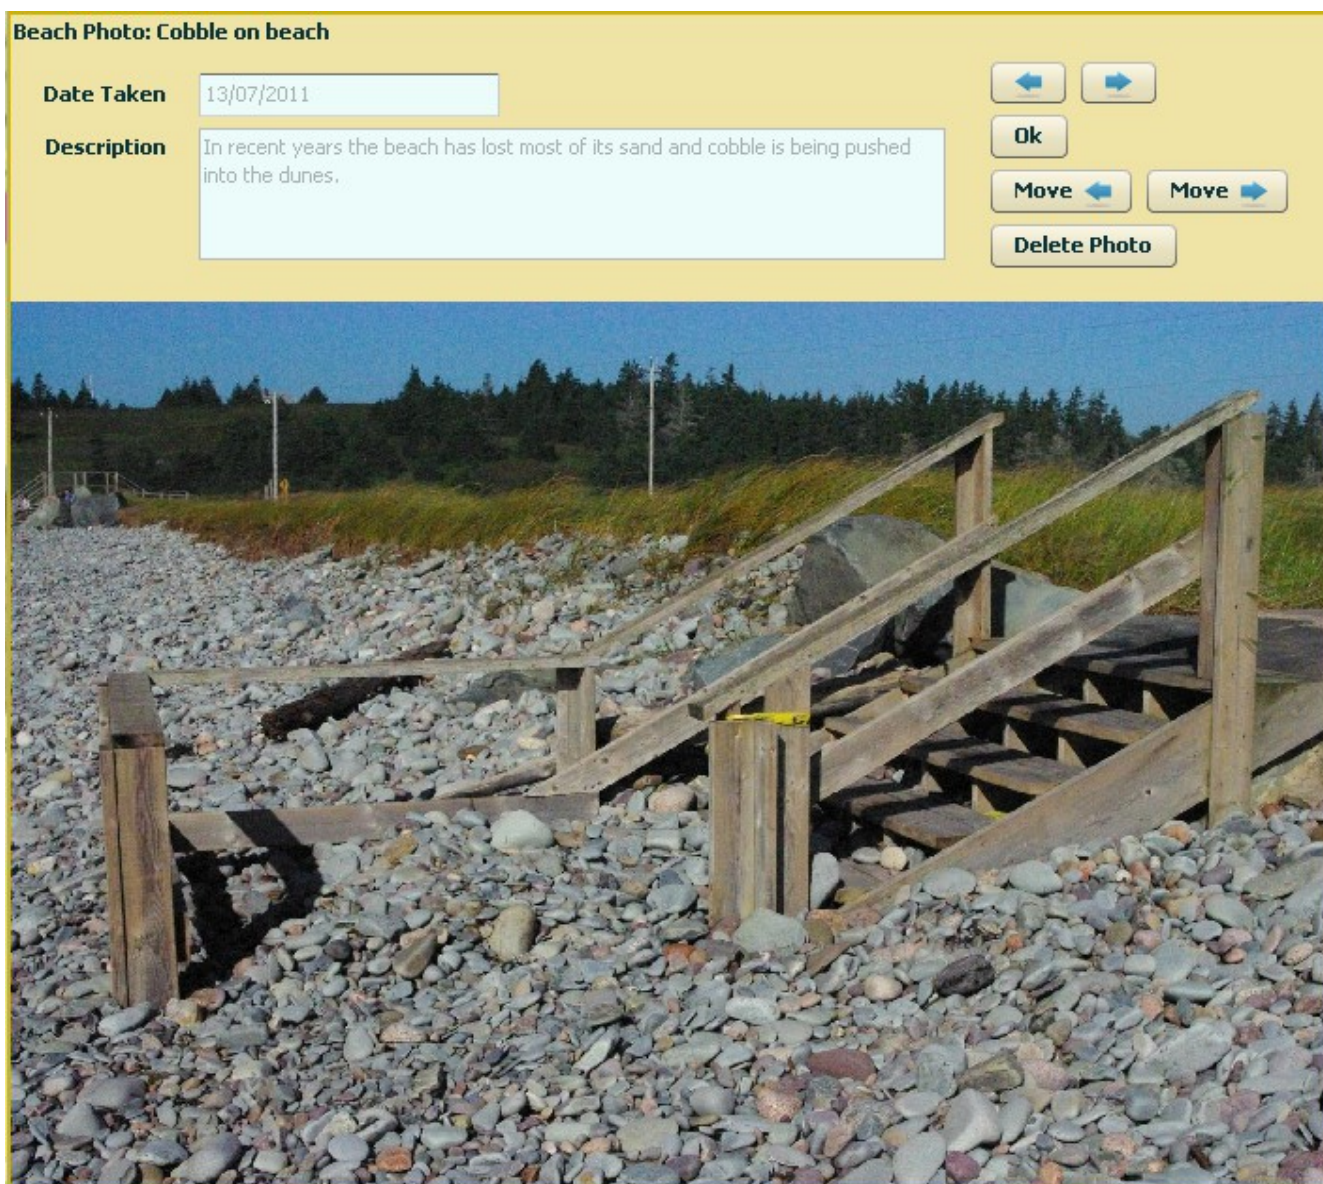 Beach Photo: Cobble on beach
Date Taken
13/07/2011
Description
In recent years the beach has lost most of its sand and cobble is being pushed
into the dunes.
Ok
Move
Move
Delete Photo